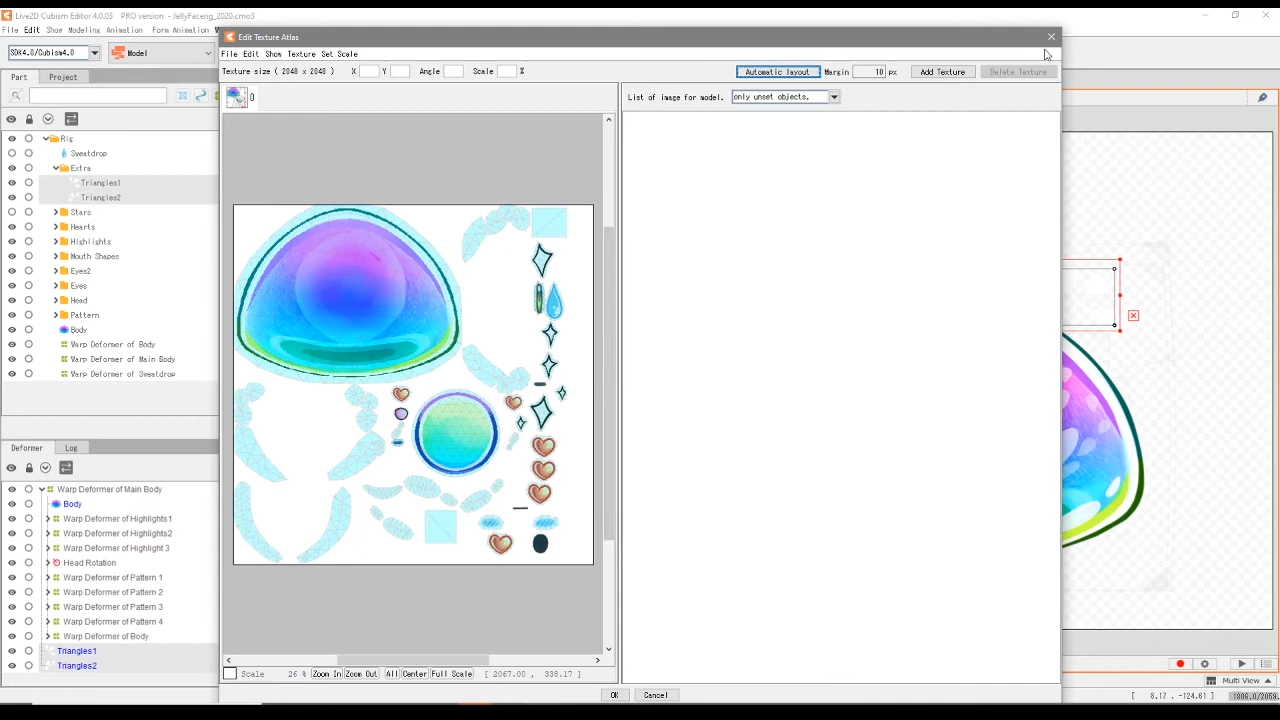 Live2D Cubism Editor 4.0.03 PRO version - JellyFaceng_2020.cmo3
File Edit Show Modeling Animation Form Animation W
SDK4.0/Cubism4.0
Model
Part Project
Rig
Sweatdrop
Extra
Triangles1
Triangles2
Stars
Hearts
Highlights
Mouth Shapes
Eyes2
Eyes
Head
Pattern
Body
Warp Deformer of Body
Warp Deformer of Main Body
Warp Deformer of Sweatdrop
Deformer Log
Warp Deformer of Main Body
Body
Warp Deformer of Highlights1
Warp Deformer of Highlights2
Warp Deformer of Highlight 3
Head Rotation
Warp Deformer of Pattern 1
Warp Deformer of Pattern 2
Warp Deformer of Pattern 3
Warp Deformer of Pattern 4
Warp Deformer of Body
Triangles1
Triangles2
Edit Texture Atlas
File Edit Show Texture Set Scale
Texture size ( 2048 x 2048 ) X Y Angle Scale %
Automatic layout Margin 10 px Add Texture Delete Texture
0
List of image for model. only unset objects.
Scale 26 % Zoom In Zoom Out All Center Full Scale [ 2067.00 , 338.17 ]
OK Cancel
Multi View
[ 8.17 , -124.61 ]